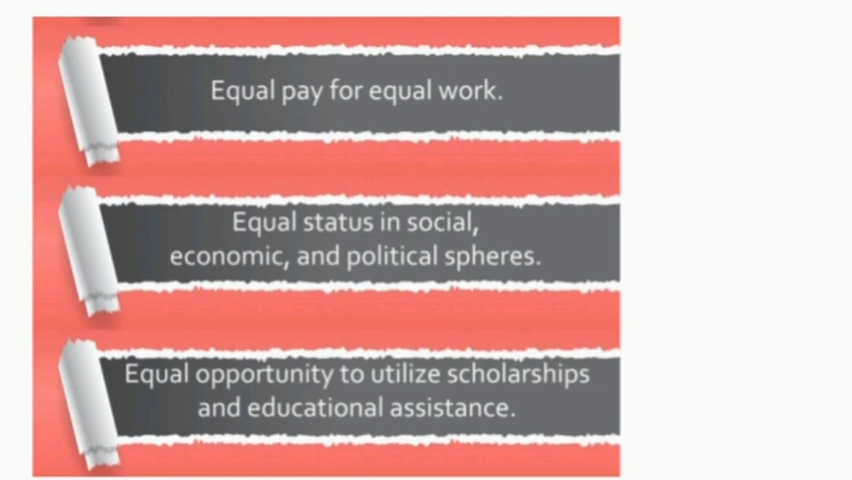 Equal pay for equal work.
Equal status in social,
economic, and political spheres.
Equal opportunity to utilize scholarships
and educational assistance.